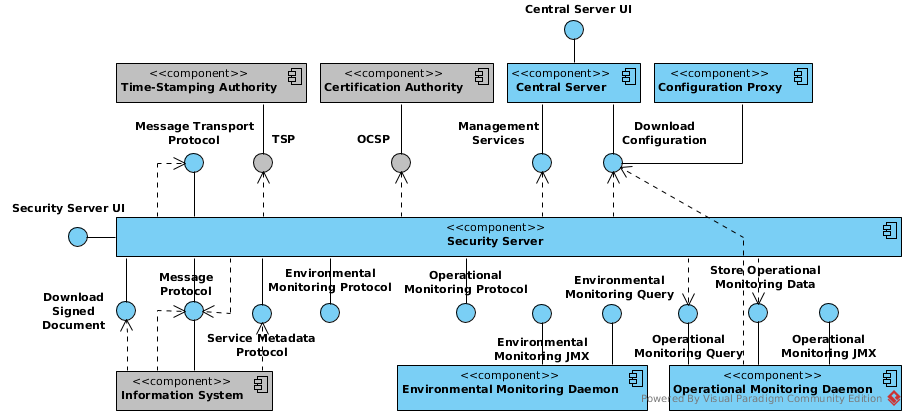 Central Server UI
<<component>>
Time-Stamping Authority
<<component>>
Certification Authority
<<component>>
Central Server
<<component>>
Configuration Proxy
Message Transport
Protocol
TSP
OCSP
Management
Services
Download
Configuration
Security Server UI
<<component>>
Security Server
Download
Signed
Document
Message
Protocol
Service Metadata
Protocol
Environmental
Monitoring Protocol
Operational
Monitoring Protocol
Environmental
Monitoring JMX
Environmental
Monitoring Query
Operational
Monitoring Query
Store Operational
Monitoring Data
Operational
Monitoring JMX
<<component>>
Information System
<<component>>
Environmental Monitoring Daemon
<<component>>
Operational Monitoring Daemon
Powered By Visual Paradigm Community Edition